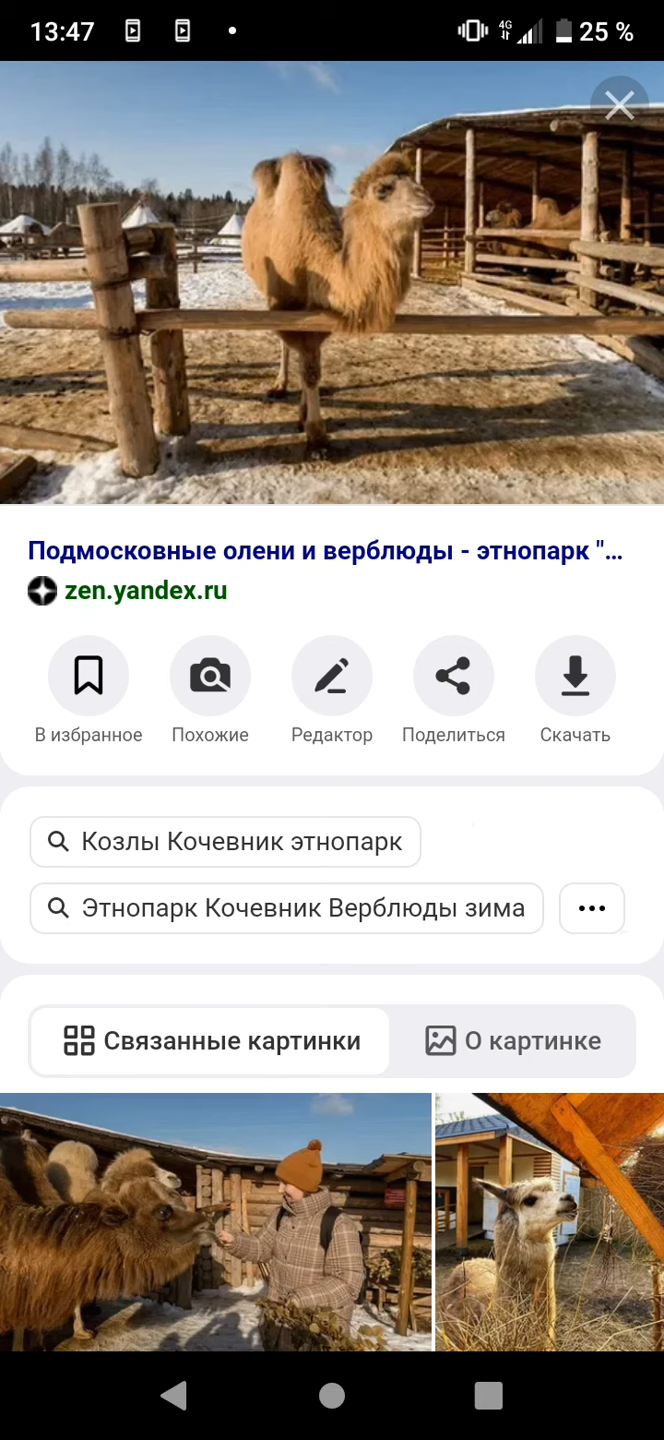 13:47
4G
25 %
Подмосковные олени и верблюды - этнопарк "...
zen.yandex.ru
В избранное
Похожие
Редактор
Поделиться
Скачать
Козлы Кочевник этнопарк
Этнопарк Кочевник Верблюды зима
Связанные картинки
О картинке